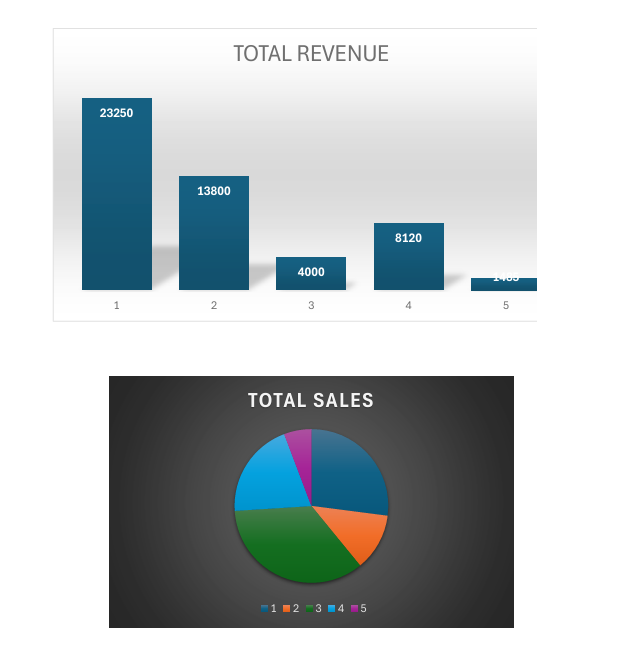 TOTAL REVENUE
23250
13800
4000
8120
1 2 3 4 5
TOTAL SALES
1 2 3 4 5